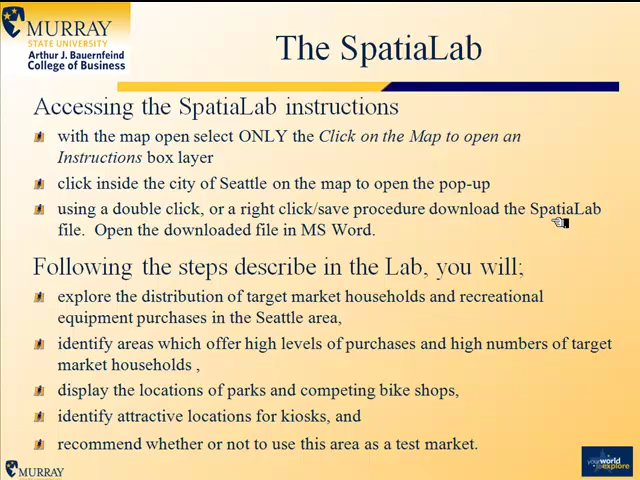 MURRAY
STATE UNIVERSITY
Arthur J. Bauernfeind
College of Business
The SpatiaLab
Accessing the SpatiaLab instructions
with the map open select ONLY the Click on the Map to open an
Instructions box layer
click inside the city of Seattle on the map to open the pop-up
using a double click, or a right click/save procedure download the SpatiaLab
file. Open the downloaded file in MS Word.
Following the steps describe in the Lab, you will;
explore the distribution of target market households and recreational
equipment purchases in the Seattle area,
identify areas which offer high levels of purchases and high numbers of target
market households ,
display the locations of parks and competing bike shops,
identify attractive locations for kiosks, and
recommend whether or not to use this area as a test market.
MURRAY
your world
to explore